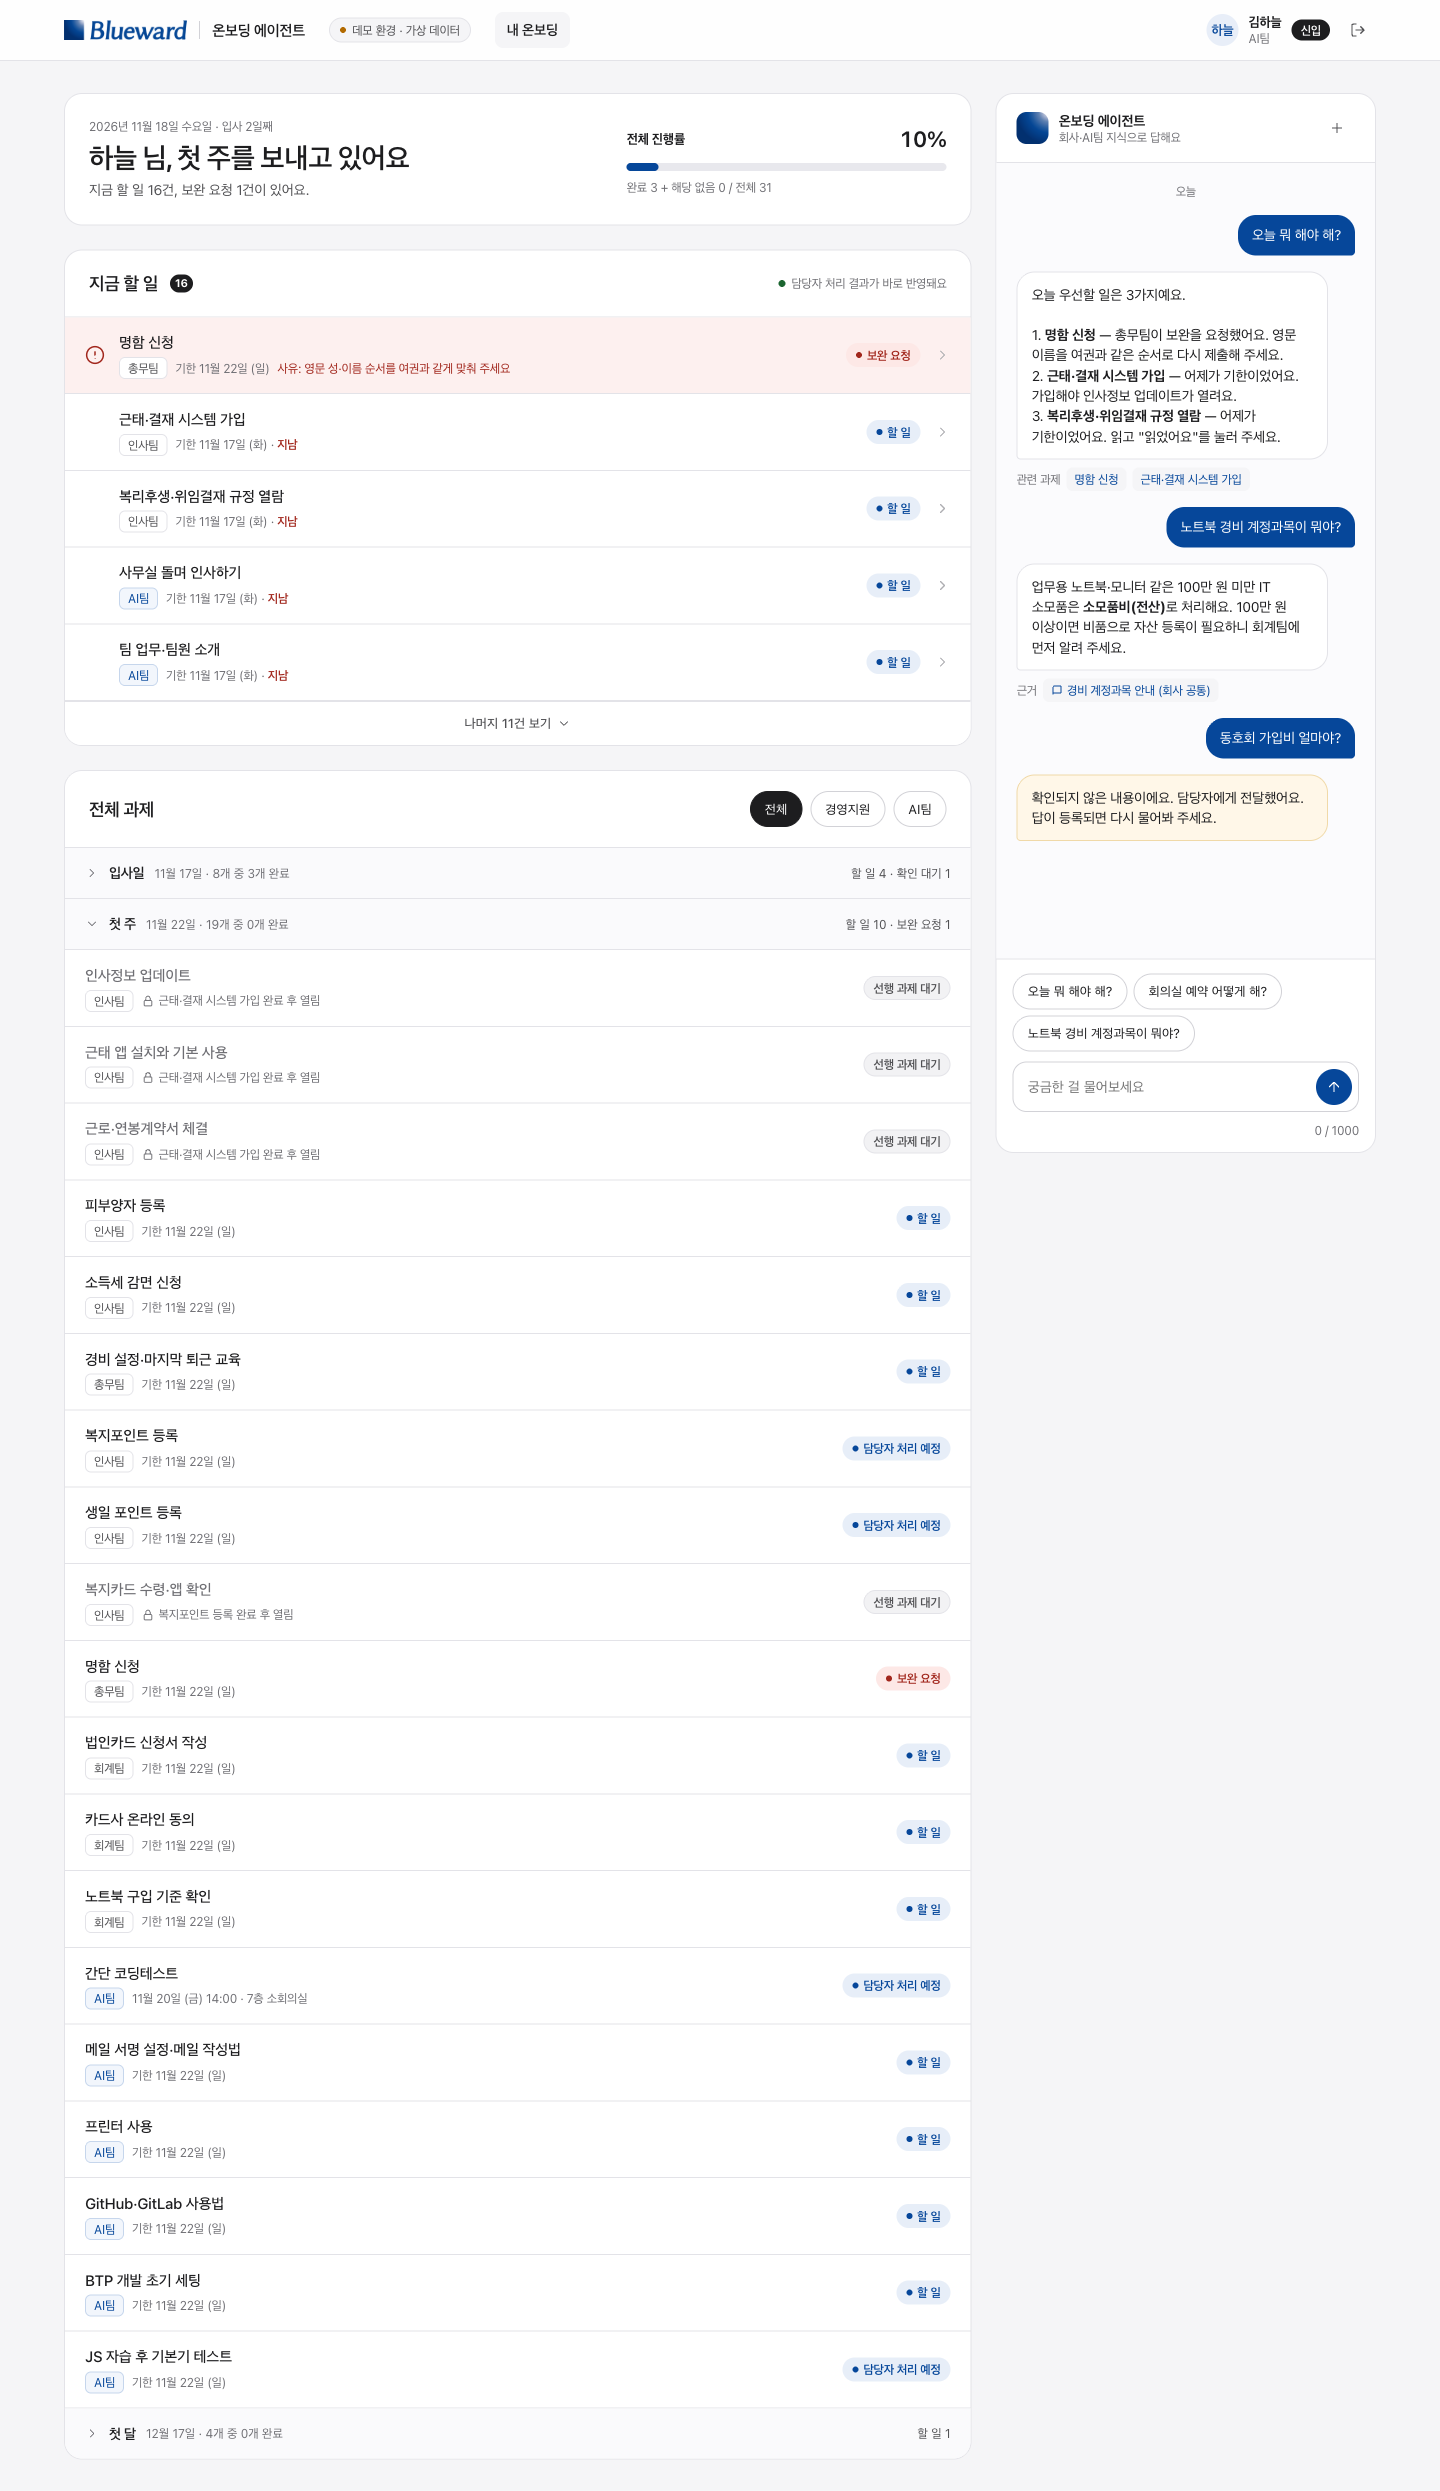 Blueward
온보딩 에이전트
데모 환경 · 가상 데이터
내 온보딩
하늘
김하늘
AI팀
신입
2026년 11월 18일 수요일 · 입사 2일째
하늘 님, 첫 주를 보내고 있어요
지금 할 일 16건, 보완 요청 1건이 있어요.
전체 진행률
10%
완료 3 + 해당 없음 0 / 전체 31
지금 할 일
16
담당자 처리 결과가 바로 반영돼요
명함 신청
총무팀 기한 11월 22일 (일) 사유: 영문 성·이름 순서를 여권과 같게 맞춰 주세요
보완 요청
근태·결재 시스템 가입
인사팀 기한 11월 17일 (화) · 지남
할 일
복리후생·위임결재 규정 열람
인사팀 기한 11월 17일 (화) · 지남
할 일
사무실 돌며 인사하기
AI팀 기한 11월 17일 (화) · 지남
할 일
팀 업무·팀원 소개
AI팀 기한 11월 17일 (화) · 지남
할 일
나머지 11건 보기
전체 과제
전체
경영지원
AI팀
입사일 11월 17일 · 8개 중 3개 완료
할 일 4 · 확인 대기 1
첫 주 11월 22일 · 19개 중 0개 완료
할 일 10 · 보완 요청 1
인사정보 업데이트
인사팀 근태·결재 시스템 가입 완료 후 열림
선행 과제 대기
근태 앱 설치와 기본 사용
인사팀 근태·결재 시스템 가입 완료 후 열림
선행 과제 대기
근로·연봉계약서 체결
인사팀 근태·결재 시스템 가입 완료 후 열림
선행 과제 대기
피부양자 등록
인사팀 기한 11월 22일 (일)
할 일
소득세 감면 신청
인사팀 기한 11월 22일 (일)
할 일
경비 설정·마지막 퇴근 교육
총무팀 기한 11월 22일 (일)
할 일
복지포인트 등록
인사팀 기한 11월 22일 (일)
담당자 처리 예정
생일 포인트 등록
인사팀 기한 11월 22일 (일)
담당자 처리 예정
복지카드 수령·앱 확인
인사팀 복지포인트 등록 완료 후 열림
선행 과제 대기
명함 신청
총무팀 기한 11월 22일 (일)
보완 요청
법인카드 신청서 작성
회계팀 기한 11월 22일 (일)
할 일
카드사 온라인 동의
회계팀 기한 11월 22일 (일)
할 일
노트북 구입 기준 확인
회계팀 기한 11월 22일 (일)
할 일
간단 코딩테스트
AI팀 11월 20일 (금) 14:00 · 7층 소회의실
담당자 처리 예정
메일 서명 설정·메일 작성법
AI팀 기한 11월 22일 (일)
할 일
프린터 사용
AI팀 기한 11월 22일 (일)
할 일
GitHub·GitLab 사용법
AI팀 기한 11월 22일 (일)
할 일
BTP 개발 초기 세팅
AI팀 기한 11월 22일 (일)
할 일
JS 자습 후 기본기 테스트
AI팀 기한 11월 22일 (일)
담당자 처리 예정
첫 달 12월 17일 · 4개 중 0개 완료
할 일 1
온보딩 에이전트
회사·AI팀 지식으로 답해요
오늘
오늘 뭐 해야 해?
오늘 우선할 일은 3가지예요.
1. 명함 신청 — 총무팀이 보완을 요청했어요. 영문
이름을 여권과 같은 순서로 다시 제출해 주세요.
2. 근태·결재 시스템 가입 — 어제가 기한이었어요.
가입해야 인사정보 업데이트가 열려요.
3. 복리후생·위임결재 규정 열람 — 어제가
기한이었어요. 읽고 "읽었어요"를 눌러 주세요.
관련 과제 명함 신청 근태·결재 시스템 가입
노트북 경비 계정과목이 뭐야?
업무용 노트북·모니터 같은 100만 원 미만 IT
소모품은 소모품비(전산)로 처리해요. 100만 원
이상이면 비품으로 자산 등록이 필요하니 회계팀에
먼저 알려 주세요.
근거 경비 계정과목 안내 (회사 공통)
동호회 가입비 얼마야?
확인되지 않은 내용이에요. 담당자에게 전달했어요.
답이 등록되면 다시 물어봐 주세요.
오늘 뭐 해야 해?
회의실 예약 어떻게 해?
노트북 경비 계정과목이 뭐야?
궁금한 걸 물어보세요
0 / 1000